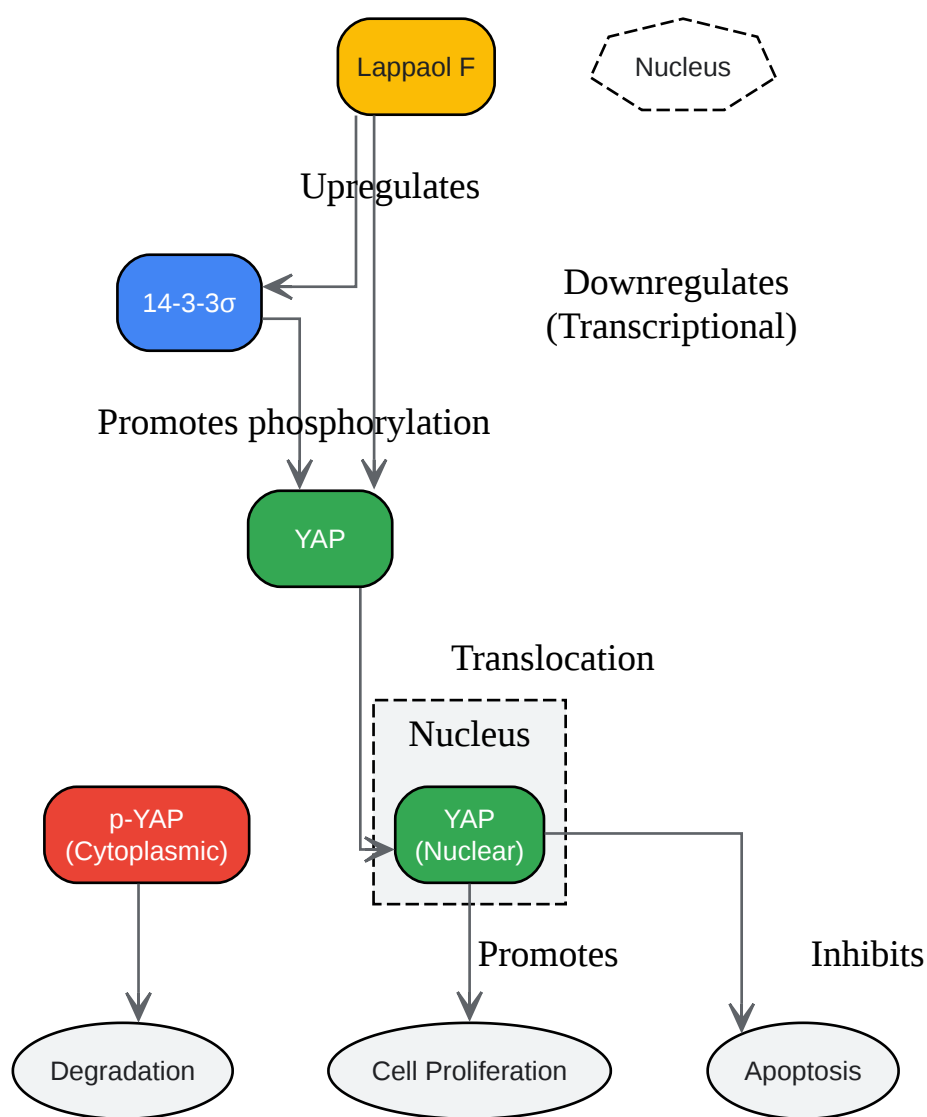 Lappaol F
Nucleus
Upregulates
14-3-3σ
Downregulates
(Transcriptional)
Promotes phosphorylation
YAP
Translocation
Nucleus
p-YAP
(Cytoplasmic)
YAP
(Nuclear)
Promotes
Inhibits
Degradation
Cell Proliferation
Apoptosis